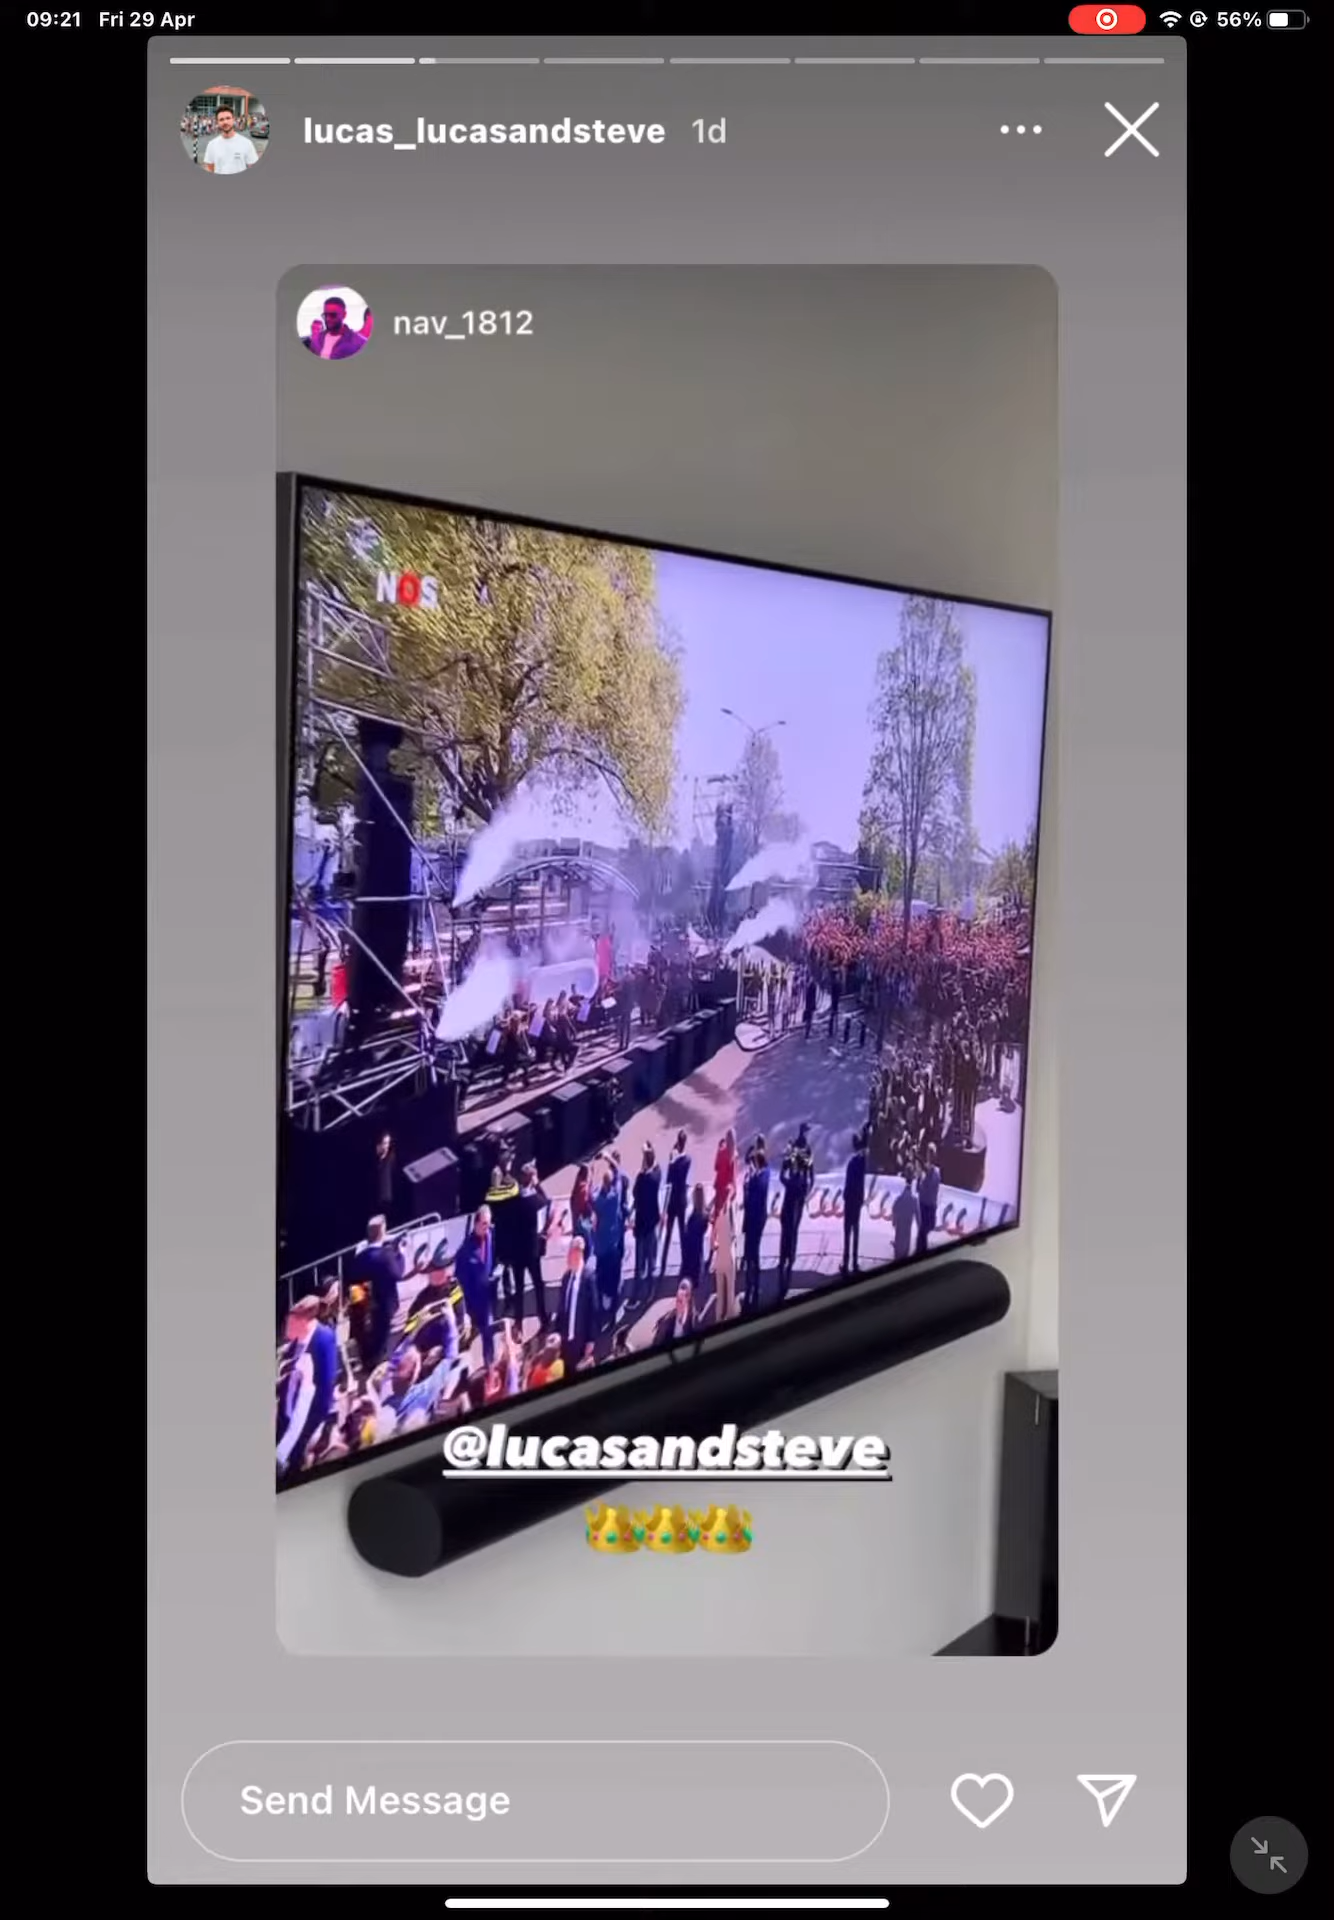 09:21 Fri 29 Apr
56%
lucas_lucasandsteve 1d
nav_1812
NOS
@lucasandsteve
Send Message